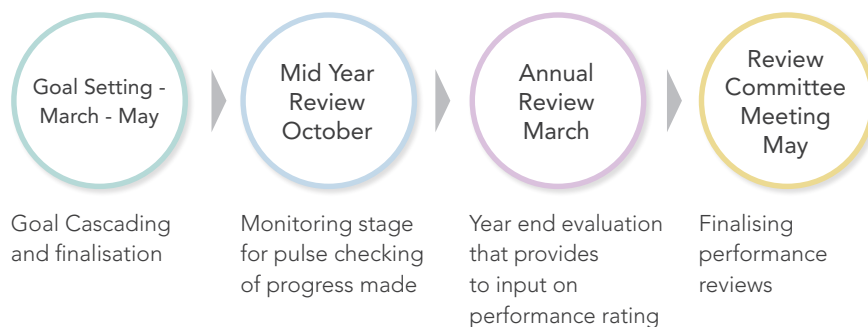 Goal Setting -
March - May
Mid Year
Review
October
Annual
Review
March
Review
Committee
Meeting
May
Goal Cascading
and finalisation
Monitoring stage
for pulse checking
of progress made
Year end evaluation
that provides
to input on
performance rating
Finalising
performance
reviews